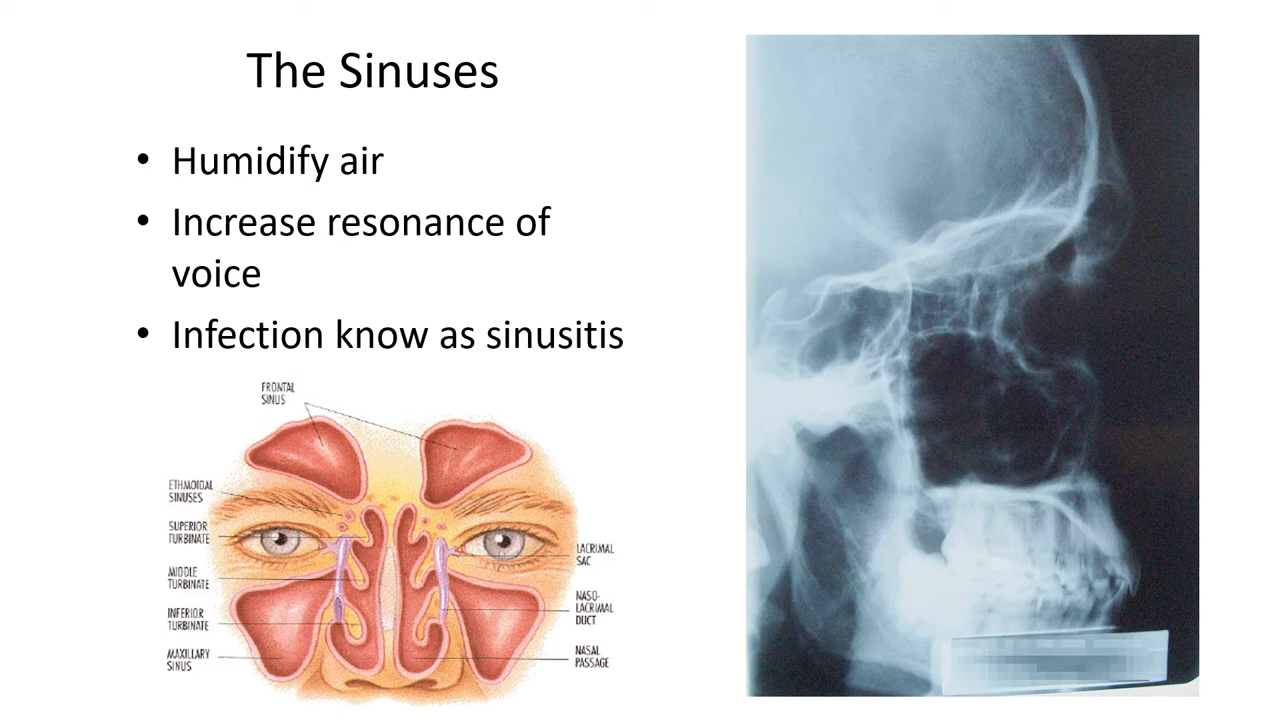 The Sinuses
• Humidify air
• Increase resonance of
voice
• Infection know as sinusitis
FRONTAL
SINUS
ETHMOIDAL
SINUSES
SUPERIOR
TURBINATE
MIDDLE
TURBINATE
INFERIOR
TURBINATE
MAXILLARY
SINUS
LACRIMAL
SAC
NASO-
LACRIMAL
DUCT
NASAL
PASSAGE